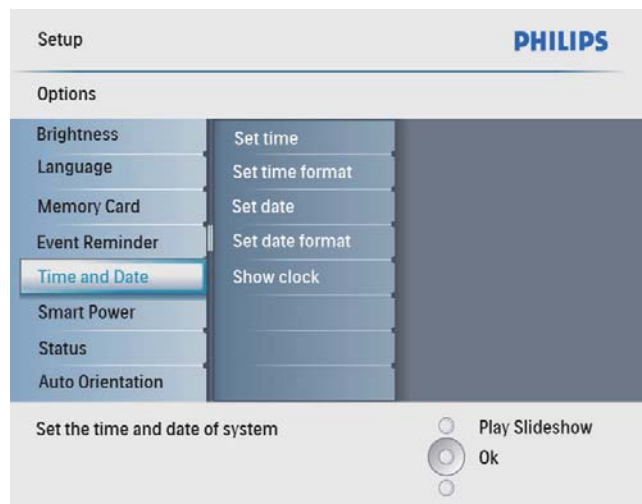 Setup
PHILIPS
Options
Brightness
Language
Memory Card
Event Reminder
Time and Date
Smart Power
Status
Auto Orientation
Set time
Set time format
Set date
Set date format
Show clock
Set the time and date of system
Play Slideshow
Ok